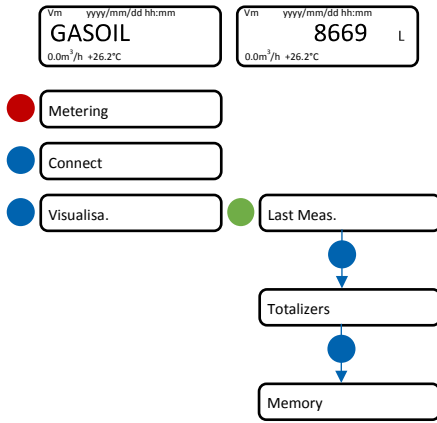 Vm yyyy/mm/dd hh:mm
GASOIL
0.0m³/h +26.2°C
Vm yyyy/mm/dd hh:mm
8669 L
0.0m³/h +26.2°C
Metering
Connect
Visualisa.
Last Meas.
Totalizers
Memory